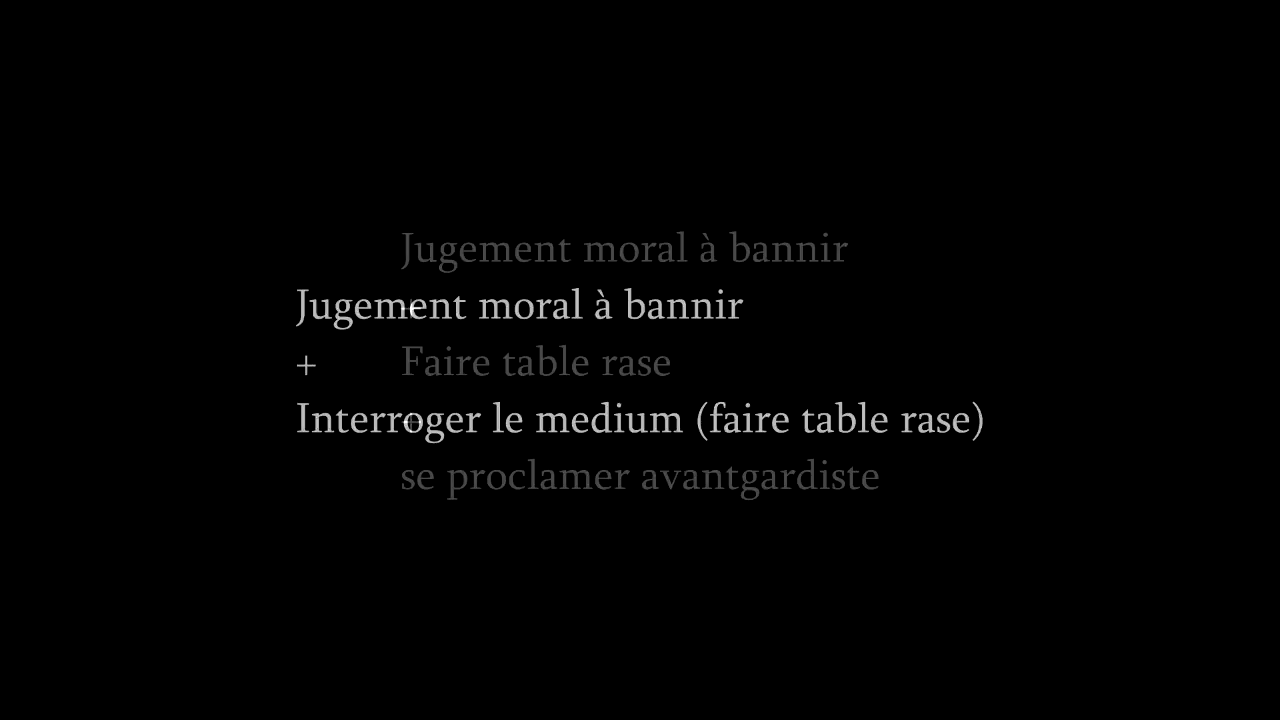 Jugement moral à bannir
Jugement moral à bannir
+
+
Faire table rase
Interroger le medium (faire table rase)
+
se proclamer avantgardiste